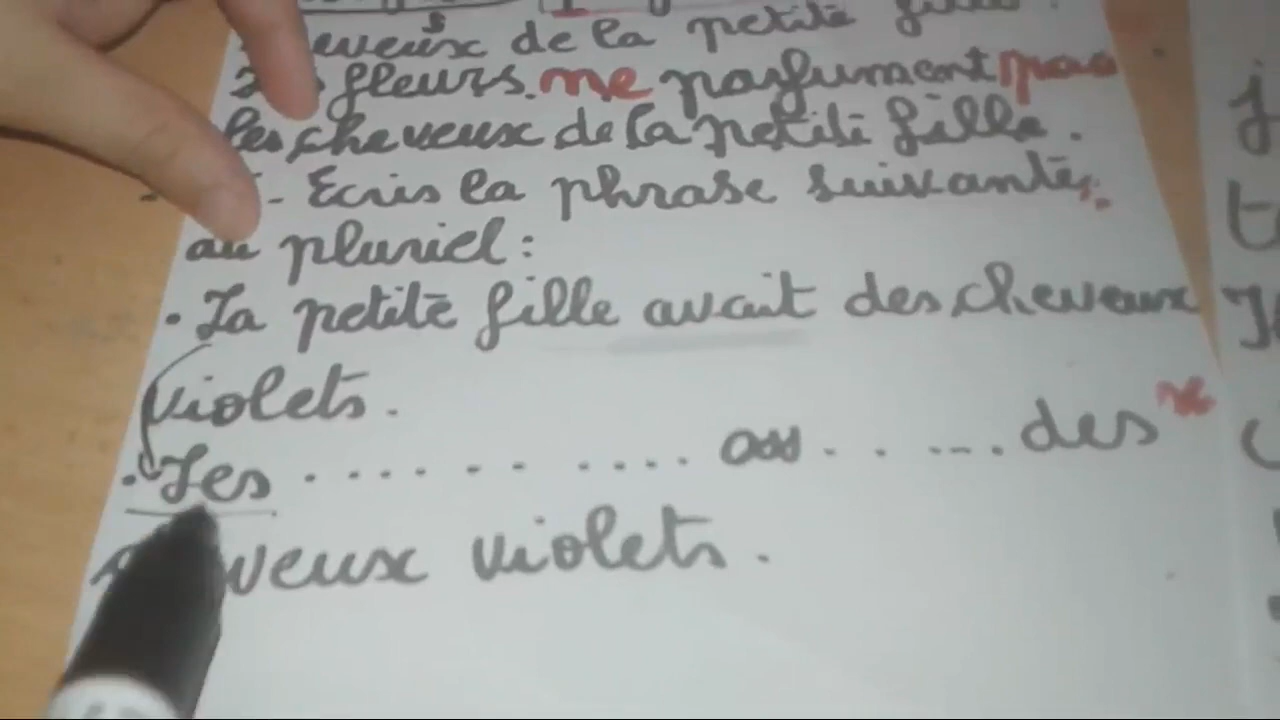 cheveux de la petite fille.
fleurs ne parfument pas
les cheveux de la petite fille.
- Ecris la phrase suivante
au pluriel :
. La petite fille avait des cheveux
violets.
. Les ........ .... av.. ..... des
veux violets.